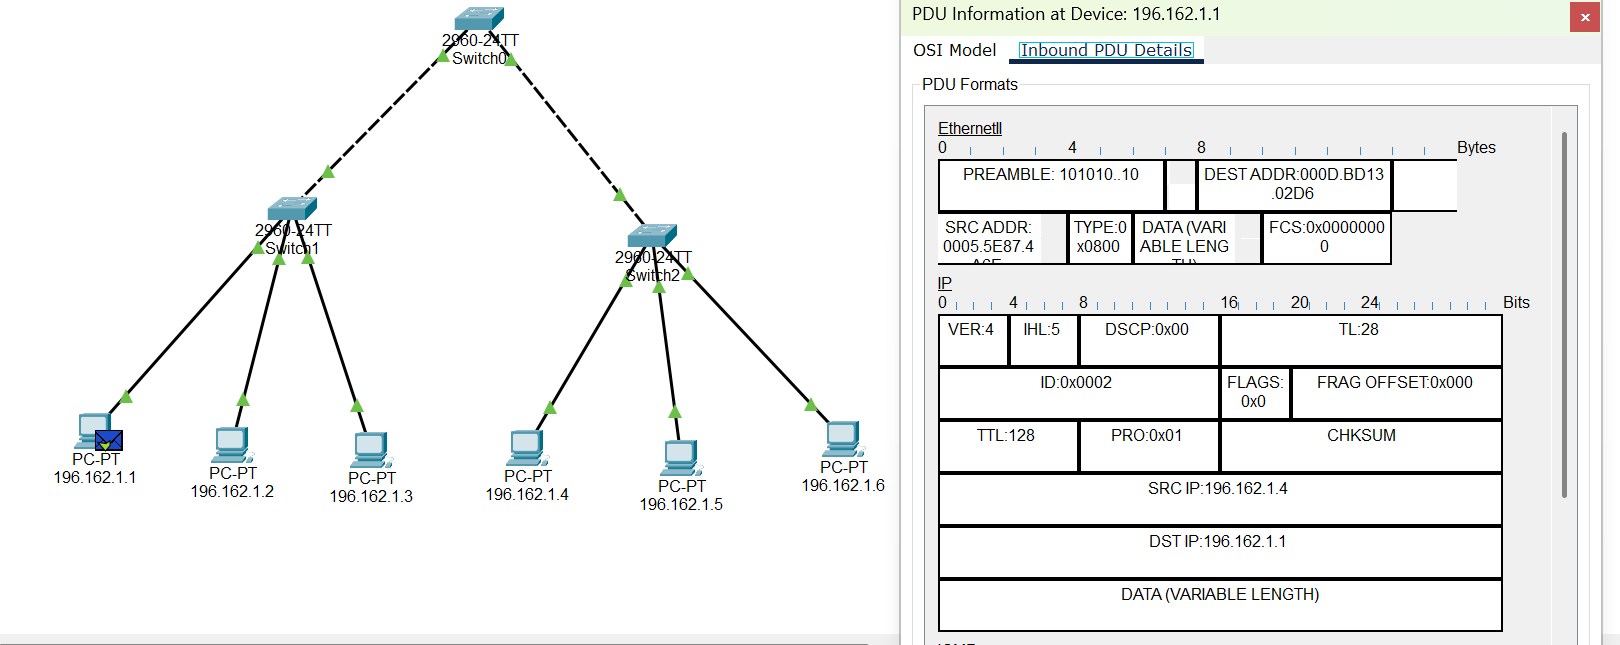 2960-24TT
Switch0
2960-24TT
Switch1
2960-24TT
Switch2
PC-PT
196.162.1.1
PC-PT
196.162.1.2
PC-PT
196.162.1.3
PC-PT
196.162.1.4
PC-PT
196.162.1.5
PC-PT
196.162.1.6
PDU Information at Device: 196.162.1.1
×
OSI Model Inbound PDU Details
PDU Formats
EthernetII
0 4 8 Bytes
PREAMBLE: 101010..10
DEST ADDR:000D.BD13
.02D6
SRC ADDR:
0005.5E87.4
TYPE:0
x0800
DATA (VARI
ABLE LENG
TH)
FCS:0x0000000
0
IP
0 4 8 16 20 24 Bits
VER:4 IHL:5 DSCP:0x00 TL:28
ID:0x0002
FLAGS:
0x0
FRAG OFFSET:0x000
TTL:128 PRO:0x01 CHKSUM
SRC IP:196.162.1.4
DST IP:196.162.1.1
DATA (VARIABLE LENGTH)